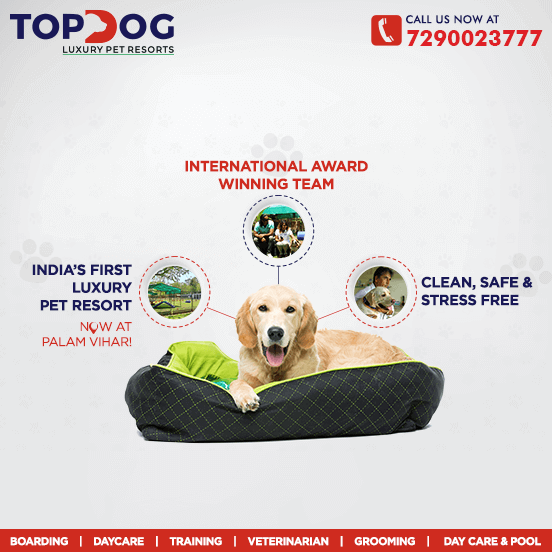 TOPDOG
LUXURY PET RESORTS
CALL US NOW AT
7290023777
INTERNATIONAL AWARD
WINNING TEAM
INDIA'S FIRST
LUXURY
PET RESORT
NOW AT
PALAM VIHAR!
CLEAN, SAFE &
STRESS FREE
BOARDING | DAYCARE | TRAINING | VETERINARIAN | GROOMING | DAY CARE & POOL